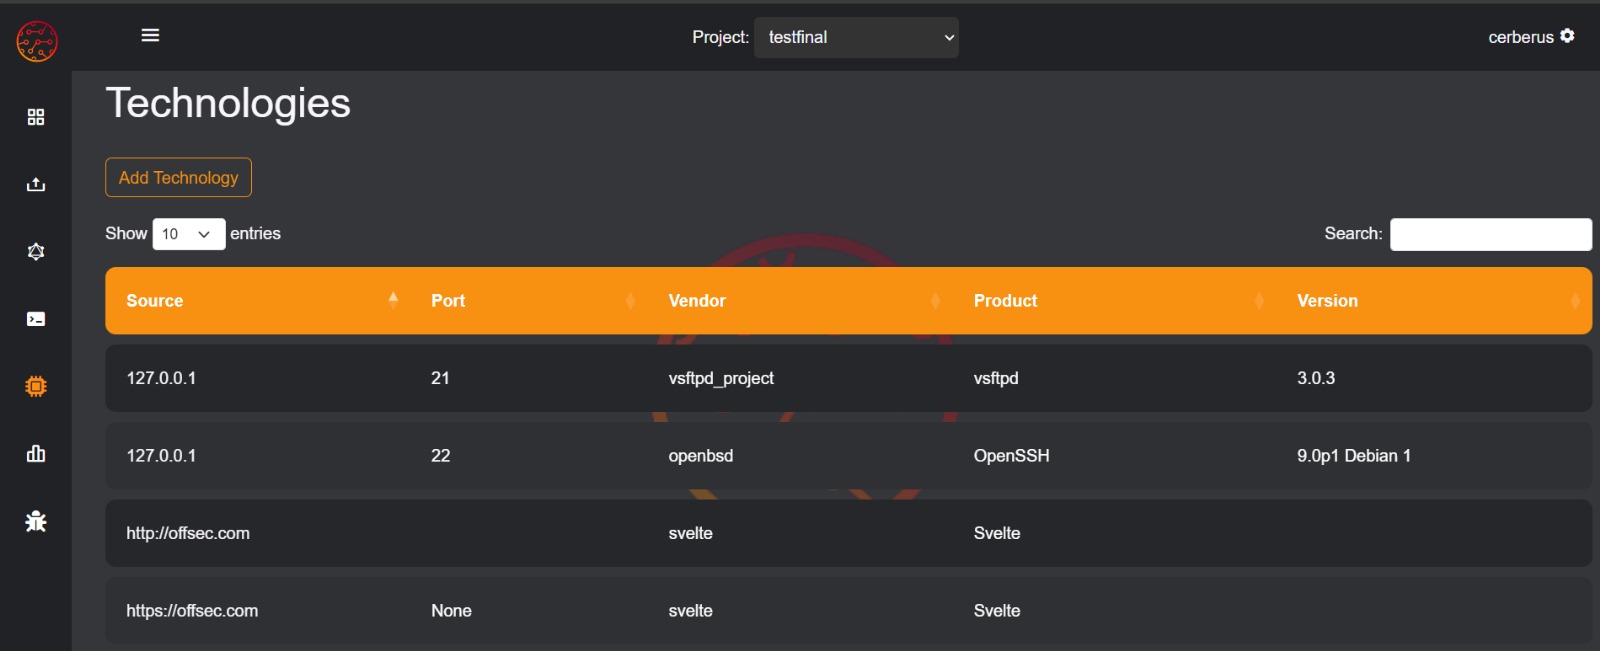 Project: testfinal
cerberus
Technologies
Add Technology
Show 10 entries
Search:
Source Port Vendor Product Version
127.0.0.1 21 vsftpd_project vsftpd 3.0.3
127.0.0.1 22 openbsd OpenSSH 9.0p1 Debian 1
http://offsec.com svelte Svelte
https://offsec.com None svelte Svelte